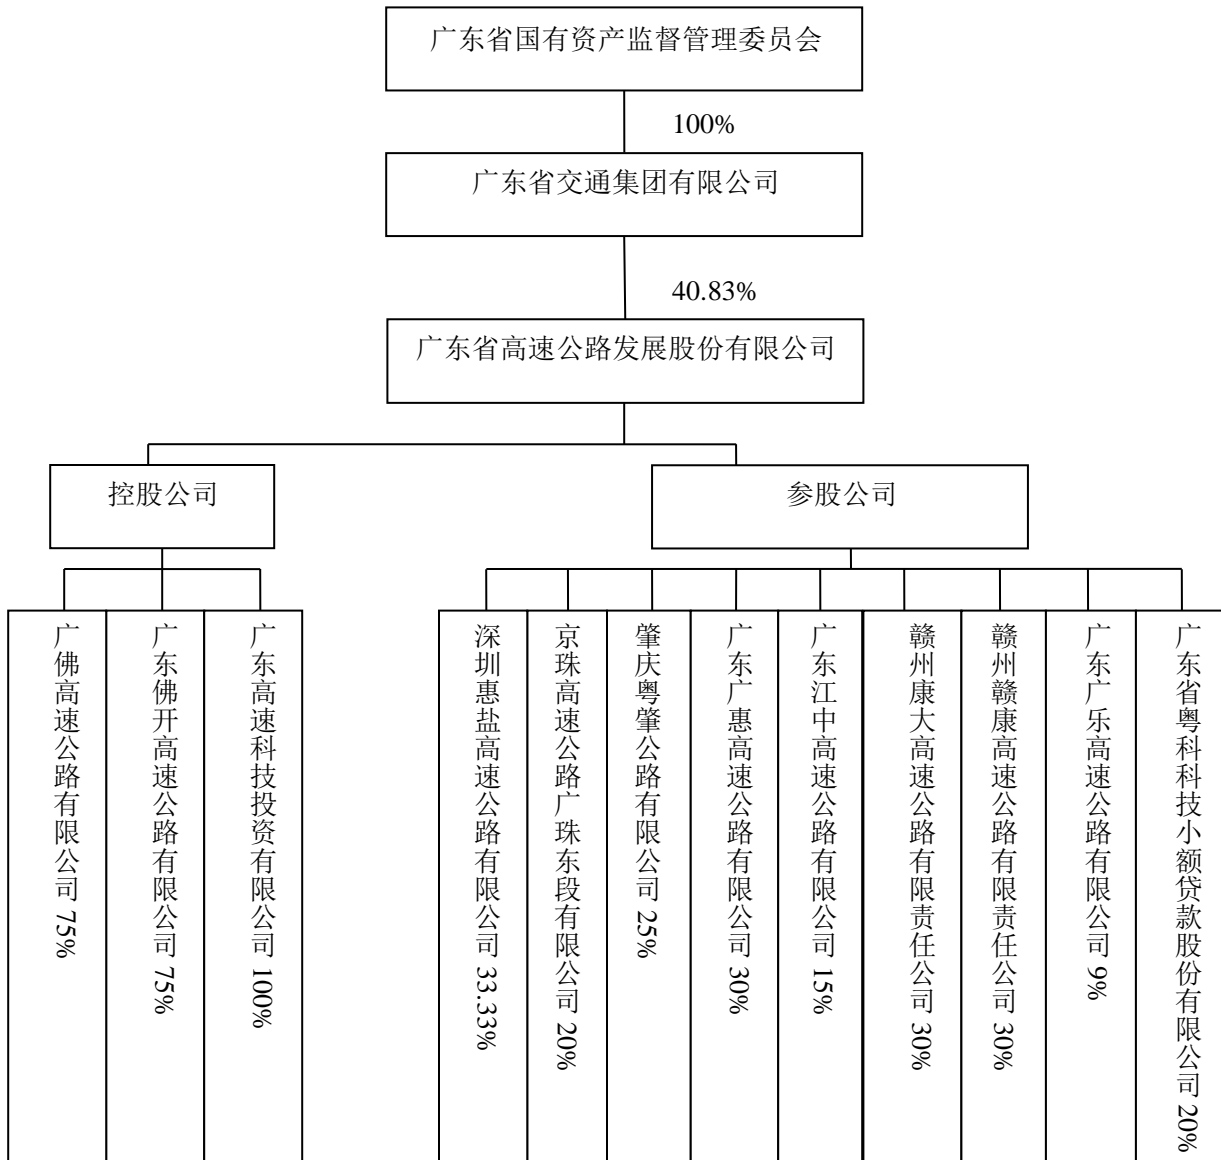 广东省国有资产监督管理委员会
100%
广东省交通集团有限公司
40.83%
广东省高速公路发展股份有限公司
控股公司
参股公司
广佛高速公路有限公司 75%
广东佛开高速公路有限公司 75%
广东高速科技投资有限公司 100%
深圳惠盐高速公路有限公司 33.33%
京珠高速公路广珠东段有限公司 20%
肇庆粤肇公路有限公司 25%
广东广惠高速公路有限公司 30%
广东江中高速公路有限公司 15%
赣州康大高速公路有限责任公司 30%
赣州赣康高速公路有限责任公司 30%
广东广乐高速公路有限公司 9%
广东省粤科科技小额贷款股份有限公司 20%